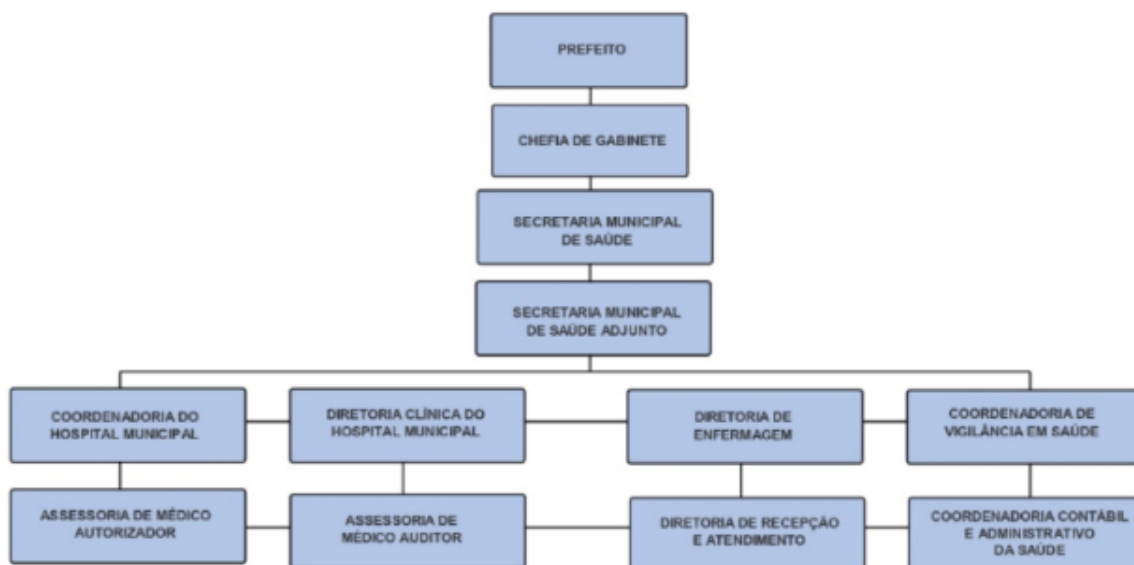 PREFEITO
CHEFIA DE GABINETE
SECRETARIA MUNICIPAL
DE SAÚDE
SECRETARIA MUNICIPAL
DE SAÚDE ADJUNTO
COORDENADORIA DO
HOSPITAL MUNICIPAL
DIRETORIA CLÍNICA DO
HOSPITAL MUNICIPAL
DIRETORIA DE
ENFERMAGEM
COORDENADORIA DE
VIGILÂNCIA EM SAÚDE
ASSESSORIA DE MÉDICO
AUTORIZADOR
ASSESSORIA DE
MÉDICO AUDITOR
DIRETORIA DE RECEPÇÃO
E ATENDIMENTO
COORDENADORIA CONTÁBIL
E ADMINISTRATIVO
DA SAÚDE